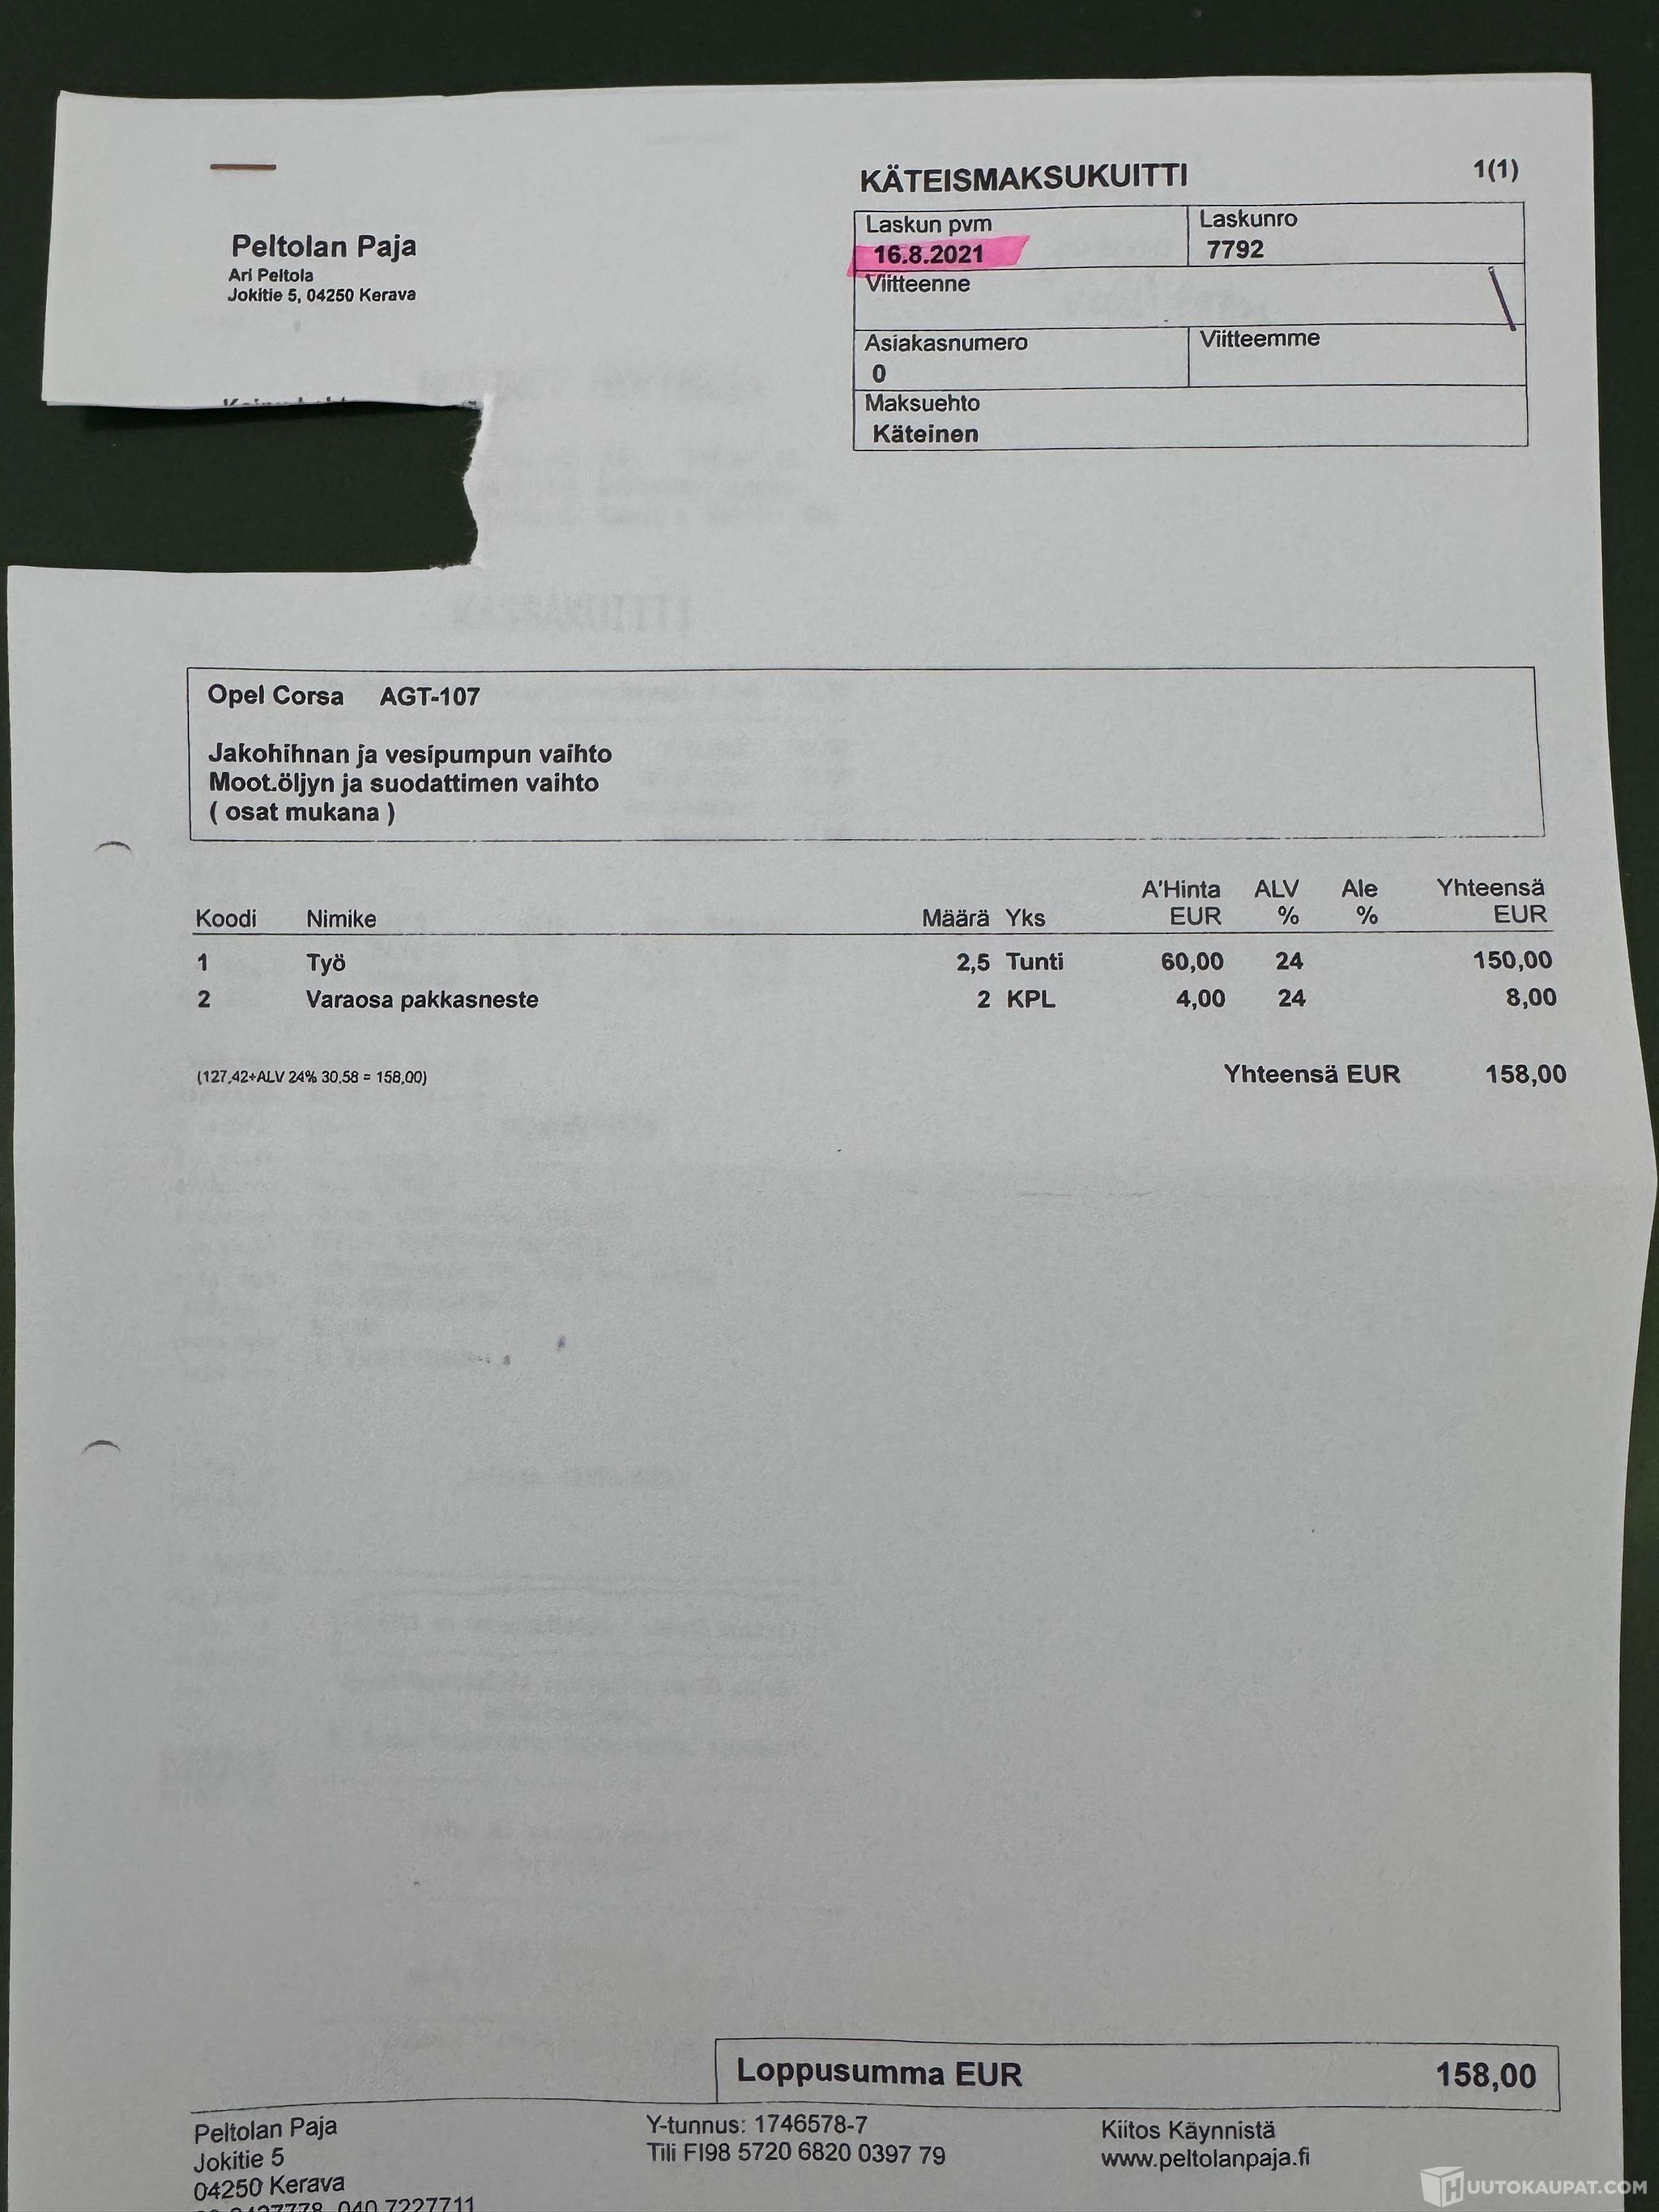 KÄTEISMAKSUKUITTI 1(1)
Peltolan Paja
Ari Peltola
Jokitie 5, 04250 Kerava
Laskun pvm Laskunro
16.8.2021 7792
Viitteenne
Asiakasnumero Viitteemme
0
Maksuehto
Käteinen
KASSAKUITTI
Opel Corsa AGT-107
Jakohihnan ja vesipumpun vaihto
Moot.öljyn ja suodattimen vaihto
( osat mukana )
A'Hinta ALV Ale Yhteensä
Koodi Nimike Määrä Yks EUR % % EUR
1 Työ 2,5 Tunti 60,00 24 150,00
2 Varaosa pakkasneste 2 KPL 4,00 24 8,00
(127,42+ALV 24% 30,58 = 158,00) Yhteensä EUR 158,00
Loppusumma EUR 158,00
Peltolan Paja Y-tunnus: 1746578-7 Kiitos Käynnistä
Jokitie 5 Tili FI98 5720 6820 0397 79 www.peltolanpaja.fi
04250 Kerava
040 7227711
HUUTOKAUPAT.COM